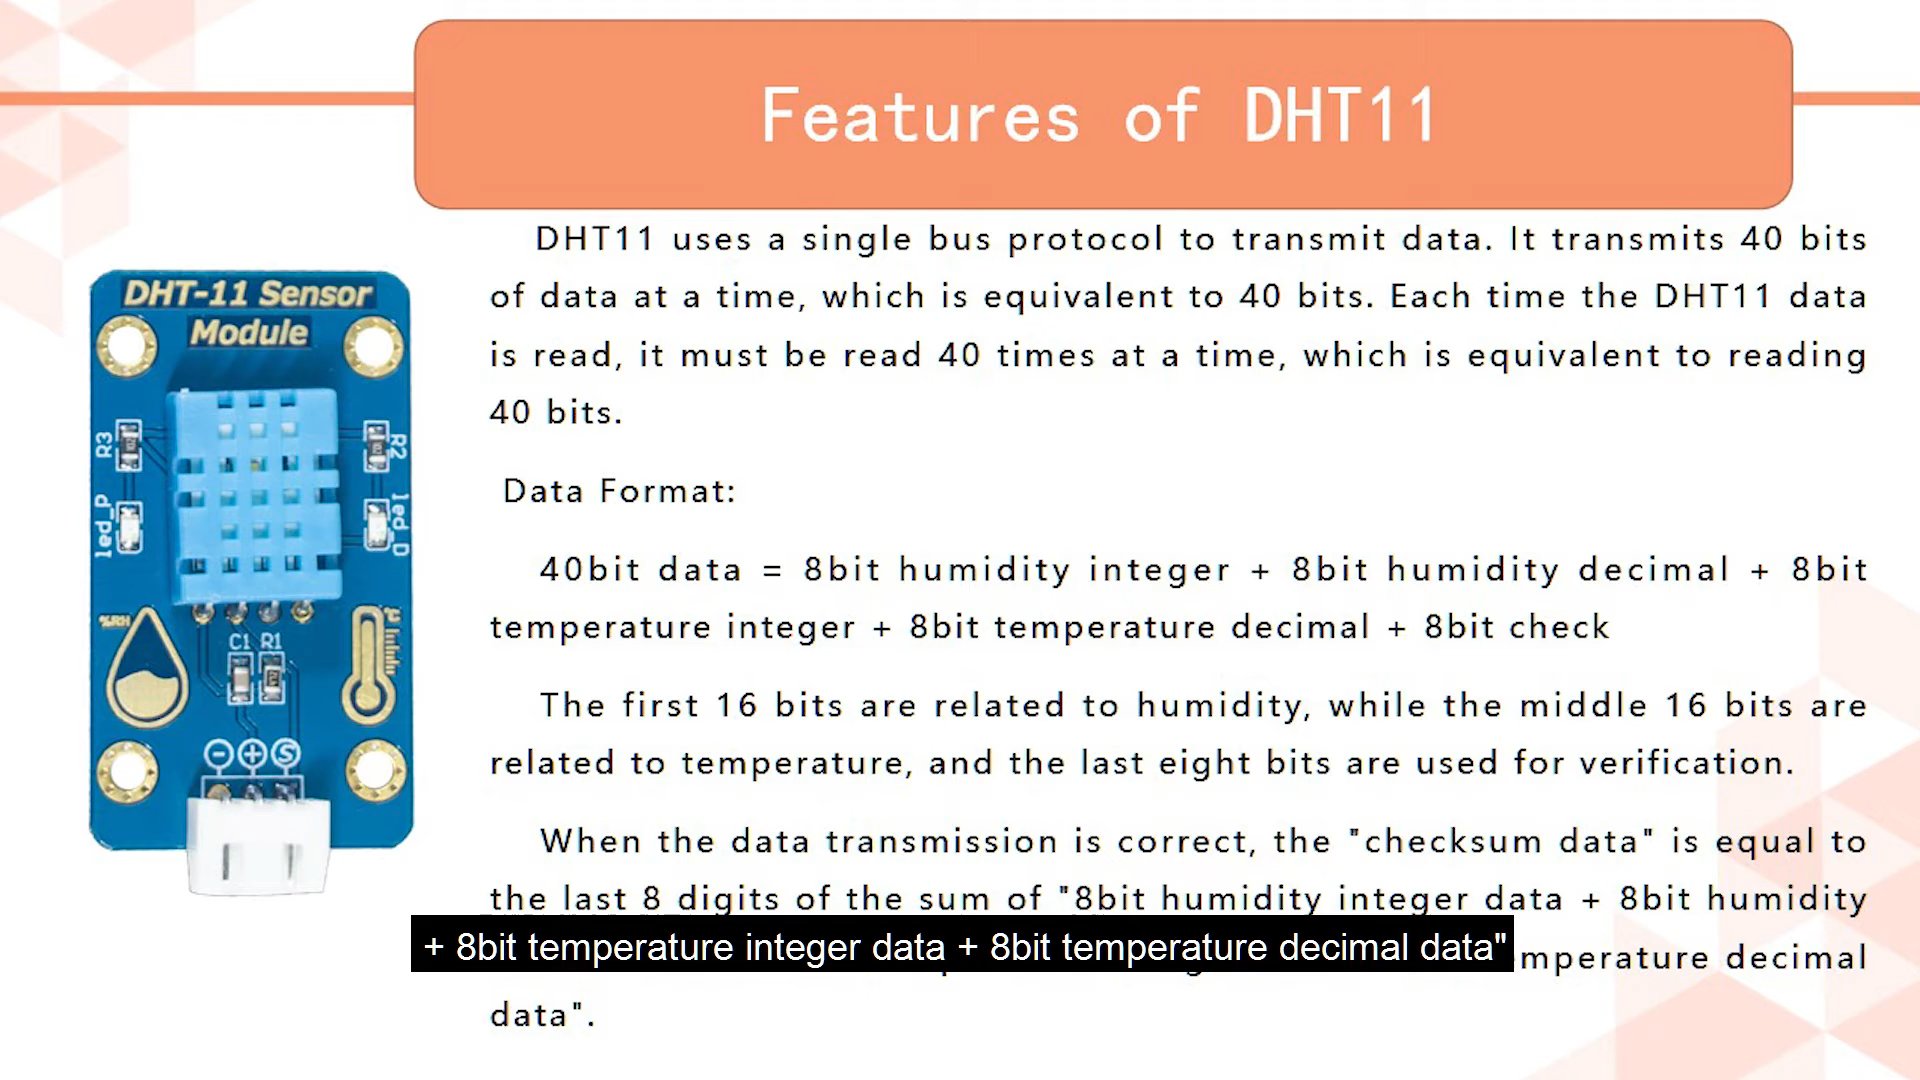 Features of DHT11
DHT11 uses a single bus protocol to transmit data. It transmits 40 bits
of data at a time, which is equivalent to 40 bits. Each time the DHT11 data
is read, it must be read 40 times at a time, which is equivalent to reading
40 bits.
Data Format:
40bit data = 8bit humidity integer + 8bit humidity decimal + 8bit
temperature integer + 8bit temperature decimal + 8bit check
The first 16 bits are related to humidity, while the middle 16 bits are
related to temperature, and the last eight bits are used for verification.
When the data transmission is correct, the "checksum data" is equal to
the last 8 digits of the sum of "8bit humidity integer data + 8bit humidity
decimal
data".
+ 8bit temperature integer data + 8bit temperature decimal data"
DHT-11 Sensor
Module
R3
R2
led_P
led_D
%RH
C1 R1
- + S